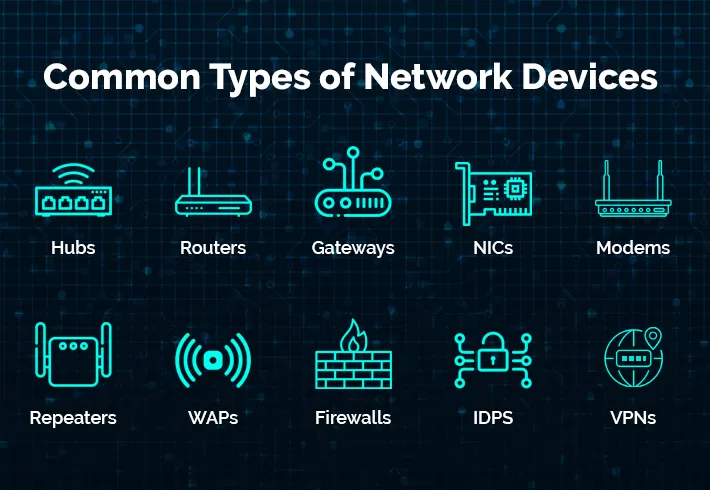 Common Types of Network Devices
Hubs
Routers
Gateways
NICs
Modems
Repeaters
WAPs
Firewalls
IDPS
VPNs